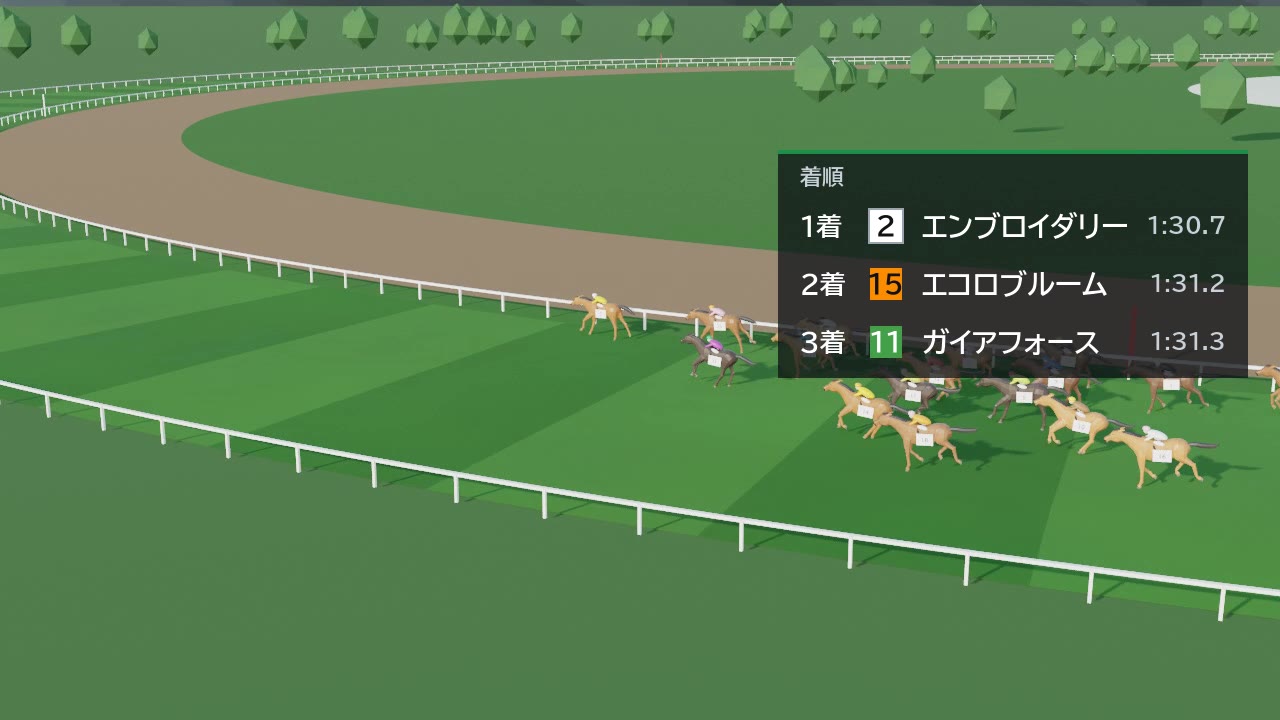 着順
1着 2 エンブロイダリー 1:30.7
2着 15 エコロブルーム 1:31.2
3着 11 ガイアフォース 1:31.3